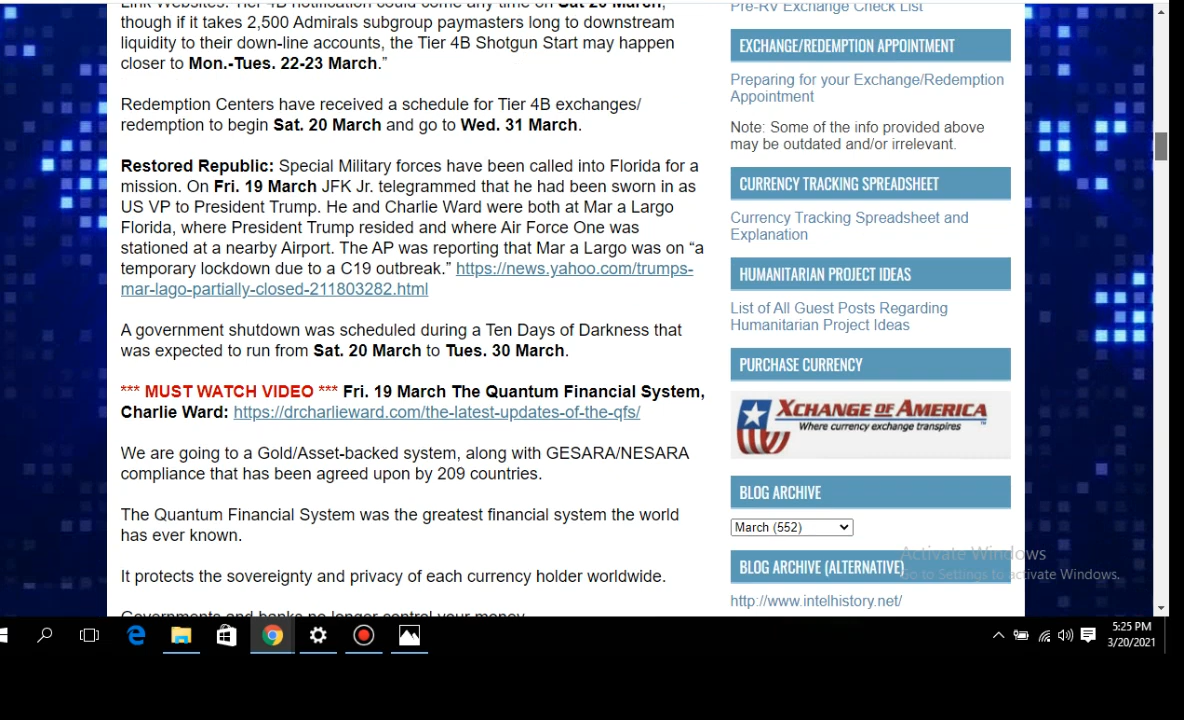 Link Websites: Tier 4B notification could come any time on Sat 20 March,
though if it takes 2,500 Admirals subgroup paymasters long to downstream
liquidity to their down-line accounts, the Tier 4B Shotgun Start may happen
closer to Mon.-Tues. 22-23 March.”
Redemption Centers have received a schedule for Tier 4B exchanges/
redemption to begin Sat. 20 March and go to Wed. 31 March.
Restored Republic: Special Military forces have been called into Florida for a
mission. On Fri. 19 March JFK Jr. telegrammed that he had been sworn in as
US VP to President Trump. He and Charlie Ward were both at Mar a Largo
Florida, where President Trump resided and where Air Force One was
stationed at a nearby Airport. The AP was reporting that Mar a Largo was on “a
temporary lockdown due to a C19 outbreak.” https://news.yahoo.com/trumps-
mar-lago-partially-closed-211803282.html
A government shutdown was scheduled during a Ten Days of Darkness that
was expected to run from Sat. 20 March to Tues. 30 March.
*** MUST WATCH VIDEO *** Fri. 19 March The Quantum Financial System,
Charlie Ward: https://drcharlieward.com/the-latest-updates-of-the-qfs/
We are going to a Gold/Asset-backed system, along with GESARA/NESARA
compliance that has been agreed upon by 209 countries.
The Quantum Financial System was the greatest financial system the world
has ever known.
It protects the sovereignty and privacy of each currency holder worldwide.
Governments and banks no longer control your money
Pre-RV Exchange Check List
EXCHANGE/REDEMPTION APPOINTMENT
Preparing for your Exchange/Redemption
Appointment
Note: Some of the info provided above
may be outdated and/or irrelevant.
CURRENCY TRACKING SPREADSHEET
Currency Tracking Spreadsheet and
Explanation
HUMANITARIAN PROJECT IDEAS
List of All Guest Posts Regarding
Humanitarian Project Ideas
PURCHASE CURRENCY
XCHANGE OF AMERICA
Where currency exchange transpires
BLOG ARCHIVE
March (552)
BLOG ARCHIVE (ALTERNATIVE)
http://www.intelhistory.net/
Activate Windows
Go to Settings to activate Windows.
5:25 PM
3/20/2021